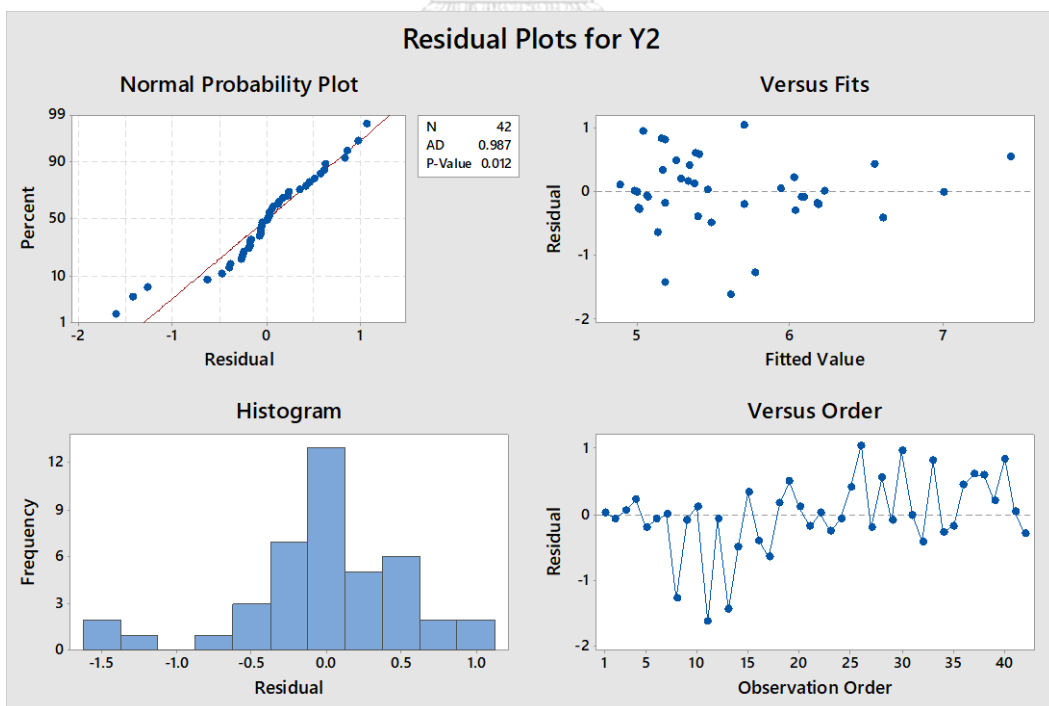 Residual Plots for Y2
Normal Probability Plot
99
90
50
10
1
Percent
-2 -1 0 1
Residual
N 42
AD 0.987
P-Value 0.012
Versus Fits
1
0
-1
-2
Residual
5 6 7
Fitted Value
Histogram
12
9
6
3
0
Frequency
-1.5 -1.0 -0.5 0.0 0.5 1.0
Residual
Versus Order
1
0
-1
-2
Residual
1 5 10 15 20 25 30 35 40
Observation Order